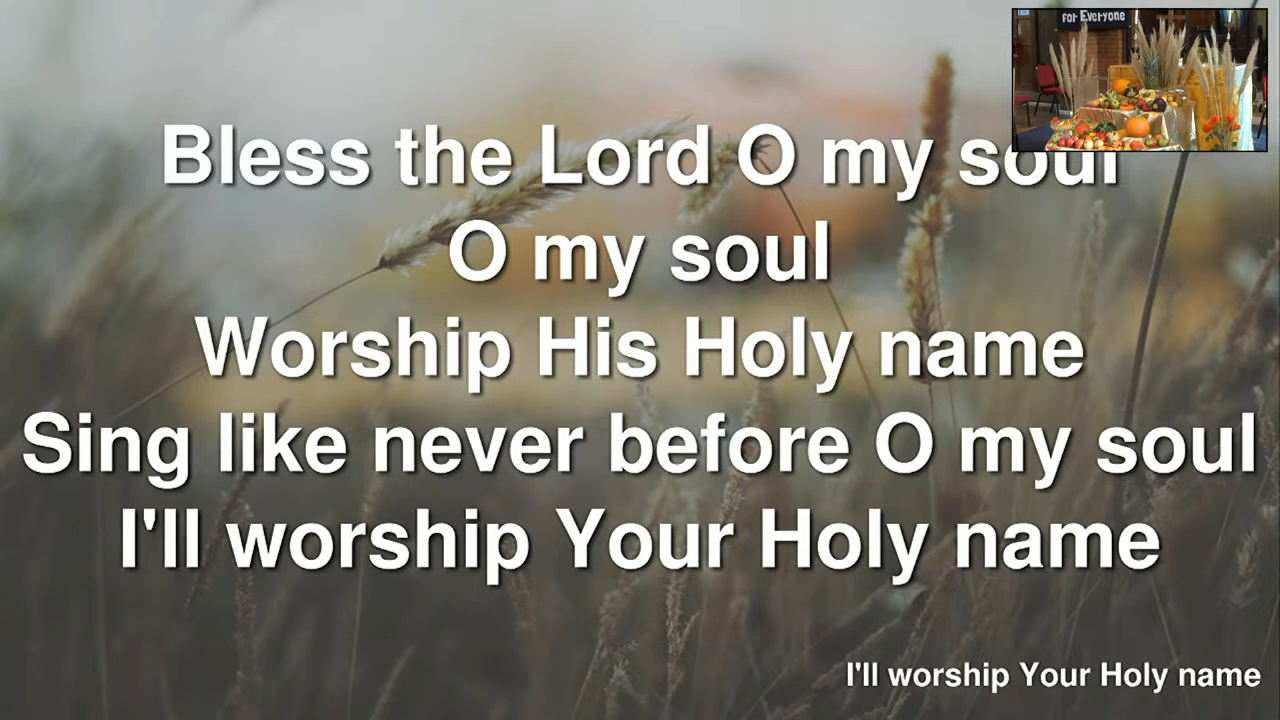 for Everyone
Bless the Lord O my soul
O my soul
Worship His Holy name
Sing like never before O my soul
I'll worship Your Holy name
I'll worship Your Holy name